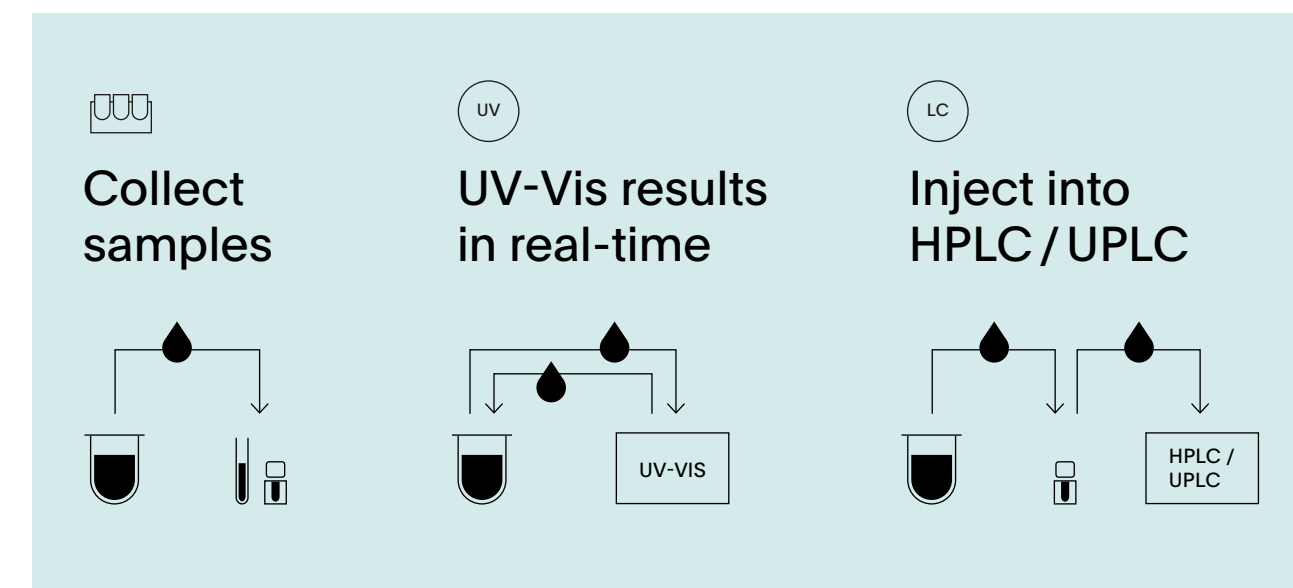 Collect
samples
UV
UV-Vis results
in real-time
UV-VIS
LC
Inject into
HPLC / UPLC
HPLC /
UPLC